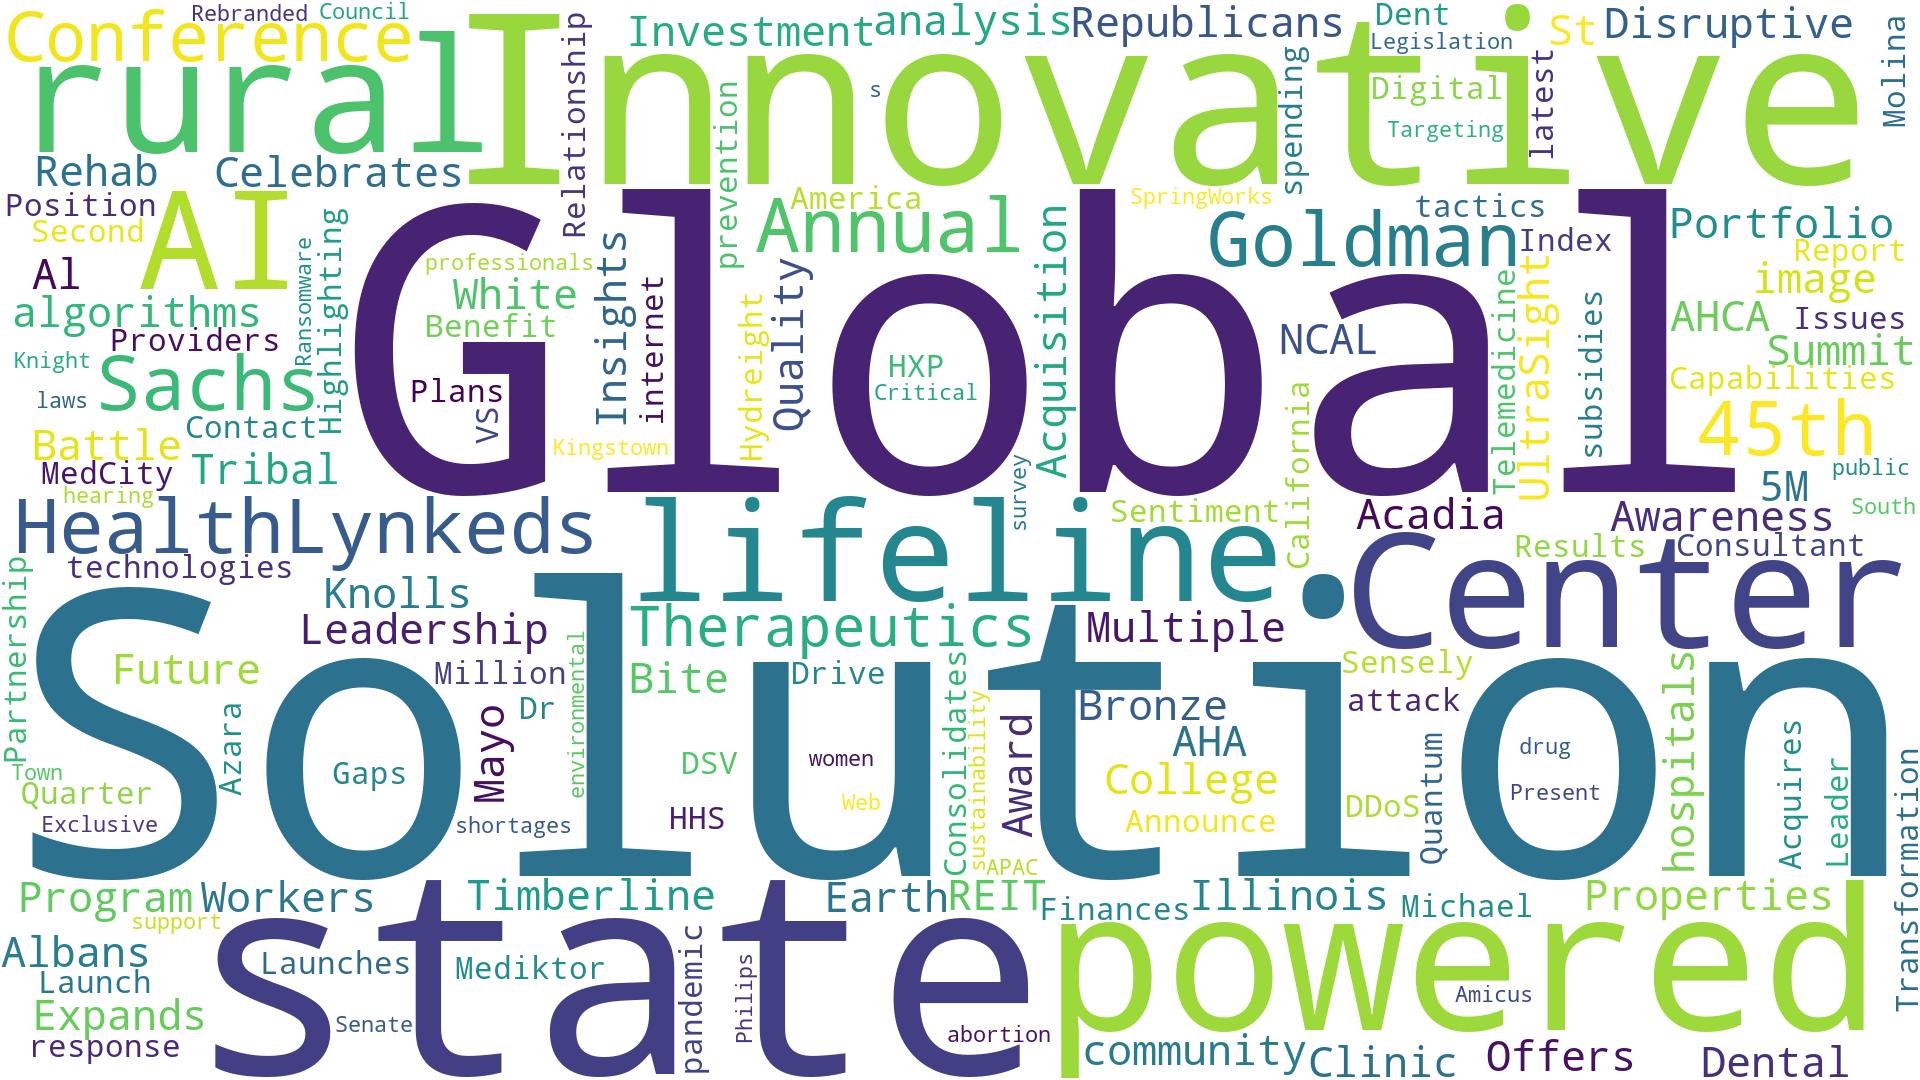 Conference
Rebranded
Council
Relationship
Investment
analysis
Republicans
Dent
Legislation
St
Disruptive
Molina
rural
Innovative
prevention
s
spending
Digital
Targeting
latest
Rehab
Celebrates
Position
Second
AI
Annual
America
SpringWorks
Goldman
tactics
Index
Portfolio
Report
image
Al
Ransomware
Highlighting
Global
professionals
White
Benefit
Insights
internet
Hydreight
Quality
Acquisition
Telemedicine
UltraSight
subsidies
algorithms
Providers
NCAL
AHCA
Issues
Summit
Knight
Sachs
laws
Plans
VS
HXP
Critical
Capabilities
Contact
45th
Battle
Kingstown
California
MedCity
Tribal
hearing
survey
public
5M
South
HealthLynkeds
lifeline
Sentiment
Acadia
Awareness
technologies
Results
Consultant
Partnership
Knolls
Center
Leadership
Therapeutics
Multiple
Future
Solution
Million
environmental
Bite
Drive
Consolidates
Sensely
hospitals
Azara
Mayo
Dr
sustainability
Award
Bronze
attack
AHA
Quantum
drug
Acquires
Leader
Transformation
Town
Gaps
DSV
women
College
Quarter
Web
DDoS
Present
Exclusive
shortages
HHS
Announce
APAC
Program
Workers
Timberline
Earth
REIT
Finances
Illinois
Michael
Properties
support
state
powered
Albans
Launches
Mediktor
pandemic
Philips
Launch
Amicus
Expands
Senate
abortion
response
community
Clinic
Offers
Dental